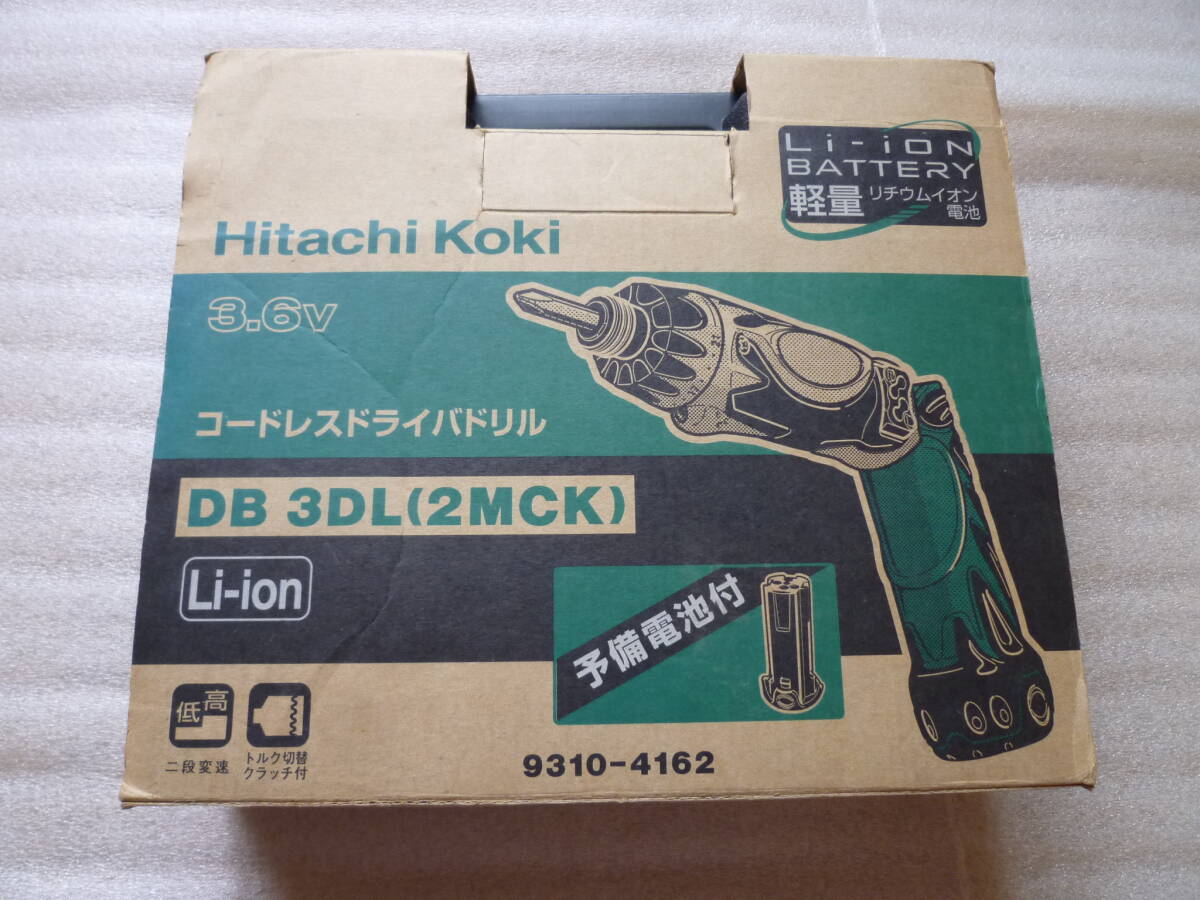 Li-ion
BATTERY
軽量 リチウムイオン
電池
Hitachi Koki
3.6v
コードレスドライバドリル
DB 3DL(2MCK)
Li-ion
予備電池付
低 高
二段変速
トルク切替
クラッチ付
9310-4162